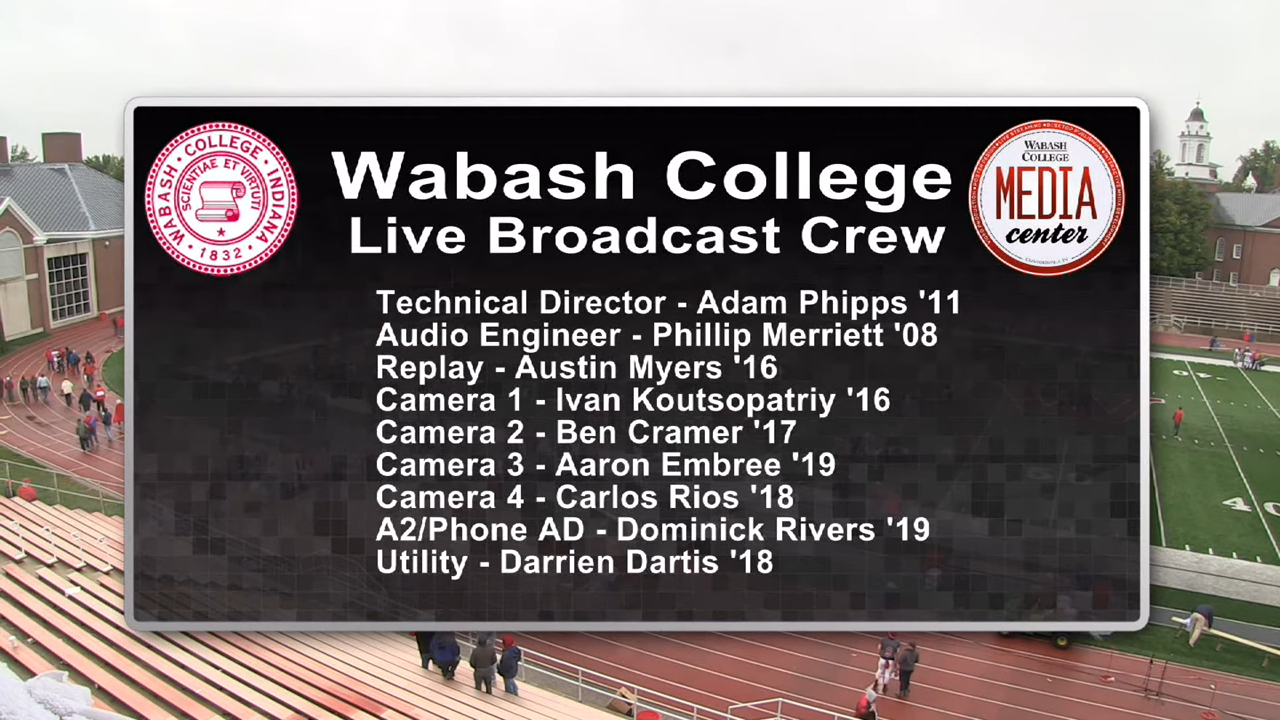 Wabash College
Live Broadcast Crew
WABASH · COLLEGE · INDIANA
SCIENTIAE ET VIRTUTI
1832
WABASH
COLLEGE
MEDIA
center
Technical Director - Adam Phipps '11
Audio Engineer - Phillip Merriett '08
Replay - Austin Myers '16
Camera 1 - Ivan Koutsopatriy '16
Camera 2 - Ben Cramer '17
Camera 3 - Aaron Embree '19
Camera 4 - Carlos Rios '18
A2/Phone AD - Dominick Rivers '19
Utility - Darrien Dartis '18